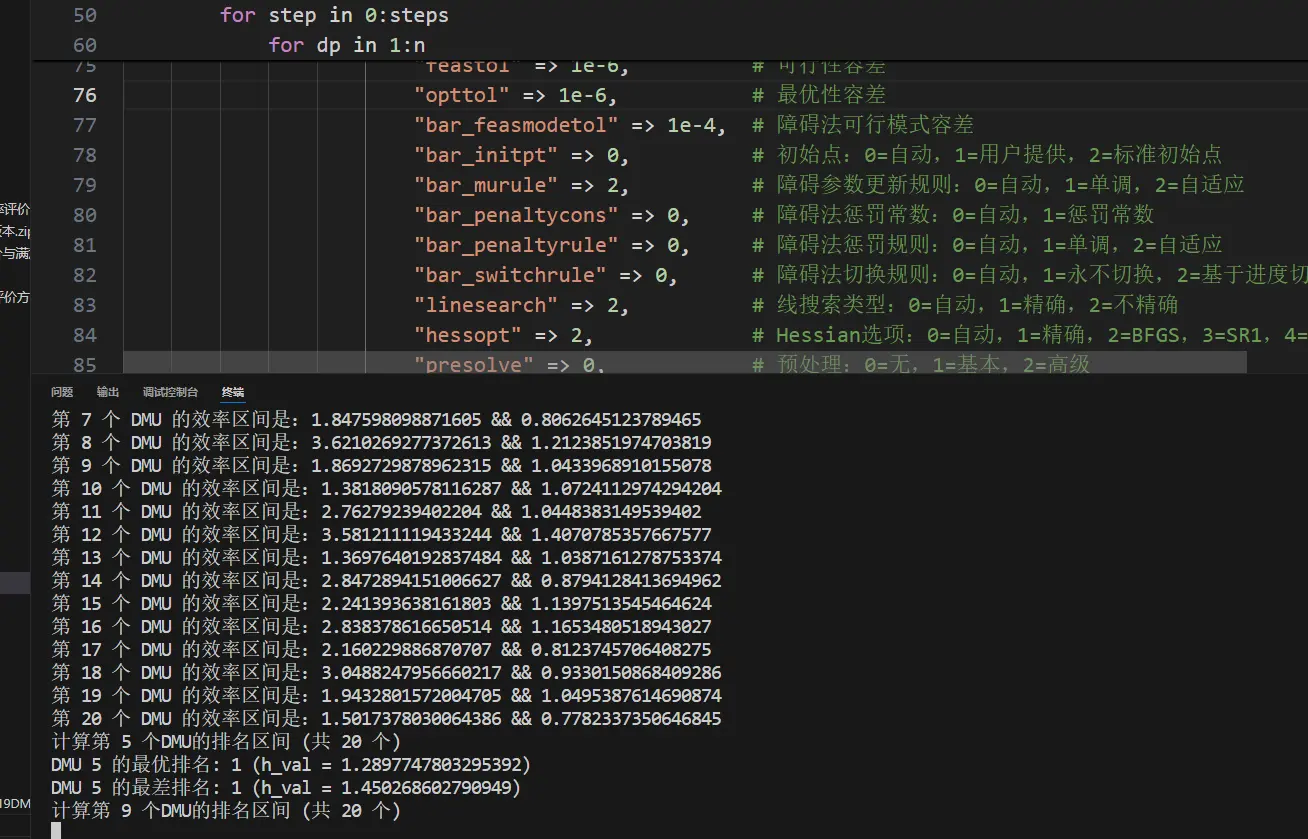 50 for step in 0:steps
60 for dp in 1:n
75 "feastol" => 1e-6, # 可行性容差
76 "opttol" => 1e-6, # 最优性容差
77 "bar_feasmodetol" => 1e-4, # 障碍法可行模式容差
78 "bar_initpt" => 0, # 初始点：0=自动，1=用户提供，2=标准初始点
79 "bar_murule" => 2, # 障碍参数更新规则：0=自动，1=单调，2=自适应
80 "bar_penaltycons" => 0, # 障碍法惩罚常数：0=自动，1=惩罚常数
81 "bar_penaltyrule" => 0, # 障碍法惩罚规则：0=自动，1=单调，2=自适应
82 "bar_switchrule" => 0, # 障碍法切换规则：0=自动，1=永不切换，2=基于进度切
83 "linesearch" => 2, # 线搜索类型：0=自动，1=精确，2=不精确
84 "hessopt" => 2, # Hessian选项：0=自动，1=精确，2=BFGS，3=SR1，4=
85 "presolve" => 0, # 预处理：0=无，1=基本，2=高级
率评价
本.zip
价与满
评价方
19DM
问题 输出 调试控制台 终端
第 7 个 DMU 的效率区间是：1.847598098871605 && 0.8062645123789465
第 8 个 DMU 的效率区间是：3.6210269277372613 && 1.2123851974703819
第 9 个 DMU 的效率区间是：1.8692729878962315 && 1.0433968910155078
第 10 个 DMU 的效率区间是：1.3818090578116287 && 1.0724112974294204
第 11 个 DMU 的效率区间是：2.76279239402204 && 1.0448383149539402
第 12 个 DMU 的效率区间是：3.581211119433244 && 1.4070785357667577
第 13 个 DMU 的效率区间是：1.3697640192837484 && 1.0387161278753374
第 14 个 DMU 的效率区间是：2.8472894151006627 && 0.8794128413694962
第 15 个 DMU 的效率区间是：2.241393638161803 && 1.1397513545464624
第 16 个 DMU 的效率区间是：2.838378616650514 && 1.1653480518943027
第 17 个 DMU 的效率区间是：2.160229886870707 && 0.8123745706408275
第 18 个 DMU 的效率区间是：3.0488247956660217 && 0.9330150868409286
第 19 个 DMU 的效率区间是：1.9432801572004705 && 1.0495387614690874
第 20 个 DMU 的效率区间是：1.5017378030064386 && 0.7782337350646845
计算第 5 个DMU的排名区间 (共 20 个)
DMU 5 的最优排名: 1 (h_val = 1.2897747803295392)
DMU 5 的最差排名: 1 (h_val = 1.450268602790949)
计算第 9 个DMU的排名区间 (共 20 个)